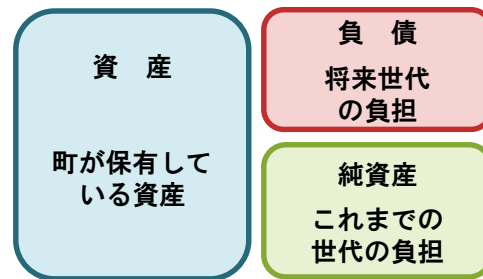 資　産
町が保有して
いる資産
負　債
将来世代
の負担
純資産
これまでの
世代の負担